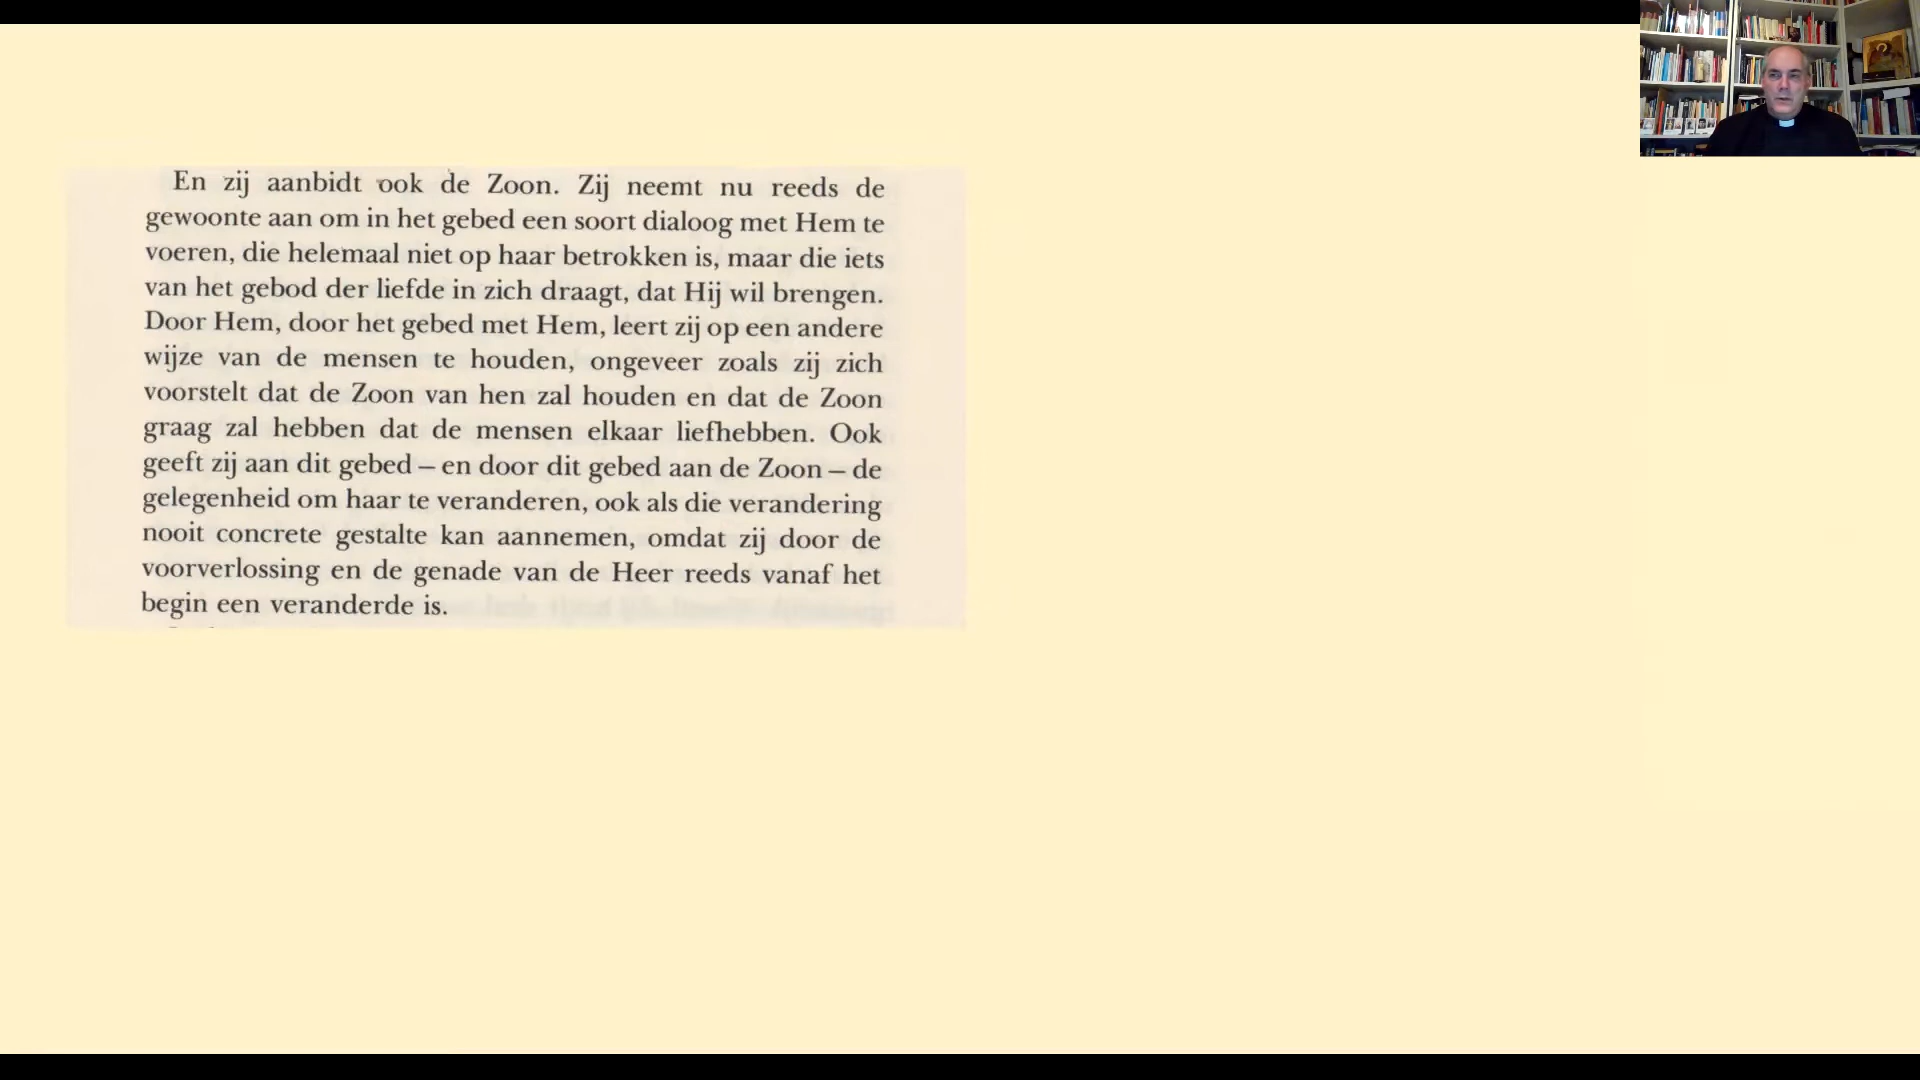 En zij aanbidt ook de Zoon. Zij neemt nu reeds de
gewoonte aan om in het gebed een soort dialoog met Hem te
voeren, die helemaal niet op haar betrokken is, maar die iets
van het gebod der liefde in zich draagt, dat Hij wil brengen.
Door Hem, door het gebed met Hem, leert zij op een andere
wijze van de mensen te houden, ongeveer zoals zij zich
voorstelt dat de Zoon van hen zal houden en dat de Zoon
graag zal hebben dat de mensen elkaar liefhebben. Ook
geeft zij aan dit gebed – en door dit gebed aan de Zoon – de
gelegenheid om haar te veranderen, ook als die verandering
nooit concrete gestalte kan aannemen, omdat zij door de
voorverlossing en de genade van de Heer reeds vanaf het
begin een veranderde is.